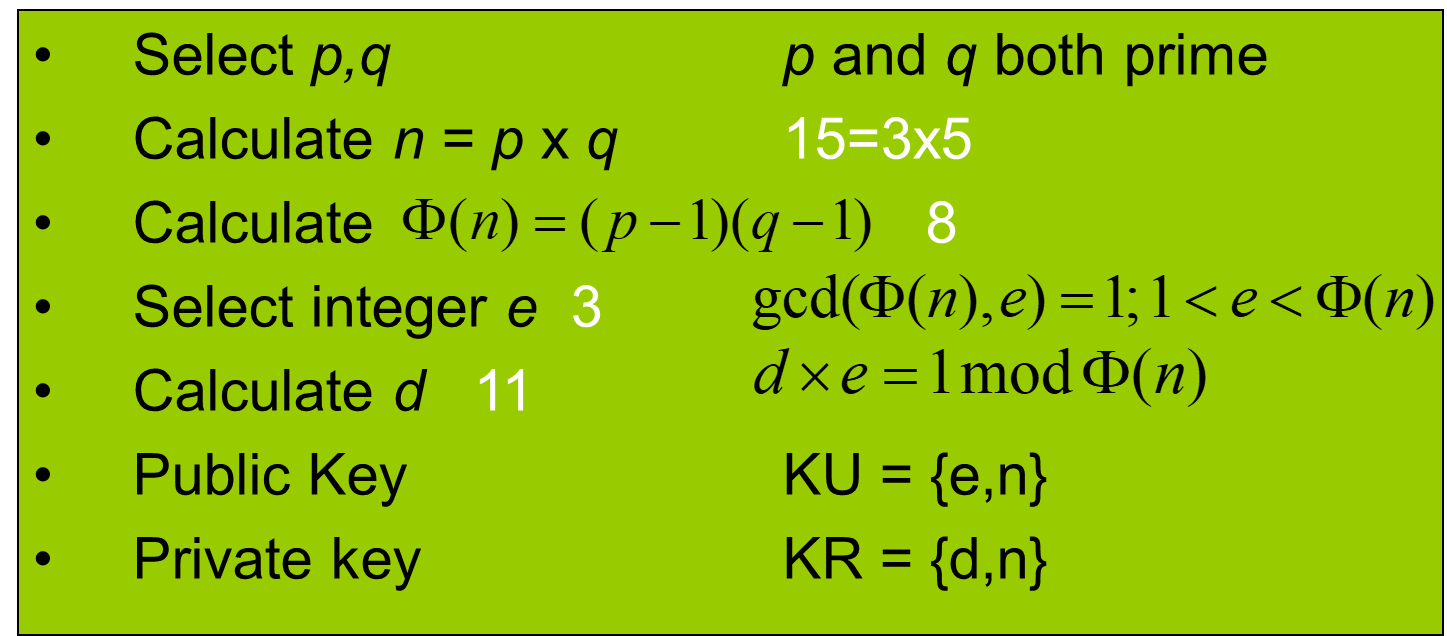 • Select p,q p and q both prime
• Calculate n = p x q 15=3x5
• Calculate Φ(n) = (p−1)(q−1) 8
• Select integer e 3 gcd(Φ(n),e) = 1; 1 < e < Φ(n)
• Calculate d 11 d × e = 1 mod Φ(n)
• Public Key KU = {e,n}
• Private key KR = {d,n}